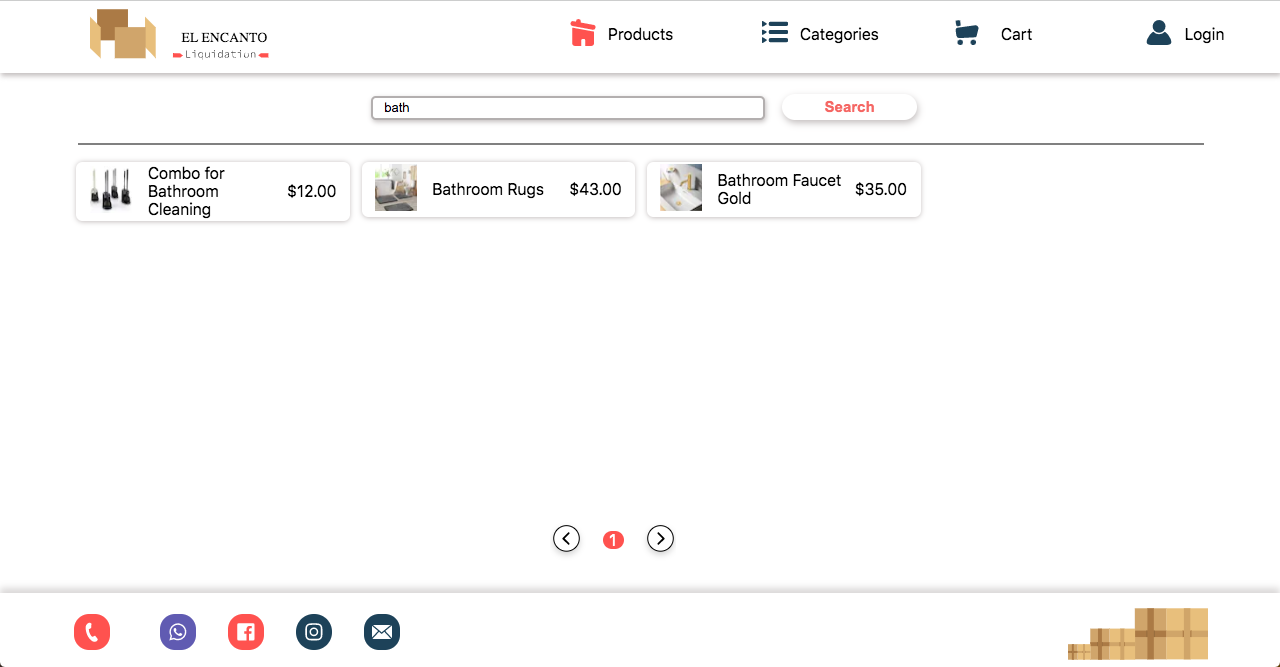 EL ENCANTO
Liquidation
Products
Categories
Cart
Login
bath
Search
Combo for
Bathroom
Cleaning
$12.00
Bathroom Rugs
$43.00
Bathroom Faucet
Gold
$35.00
1